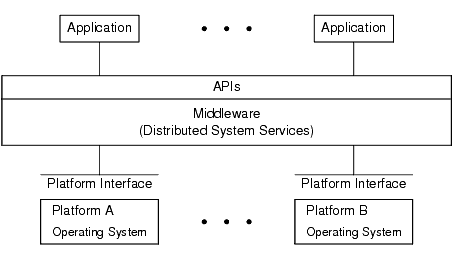 Application
Application
APIs
Middleware
(Distributed System Services)
Platform Interface
Platform Interface
Platform A
Operating System
Platform B
Operating System